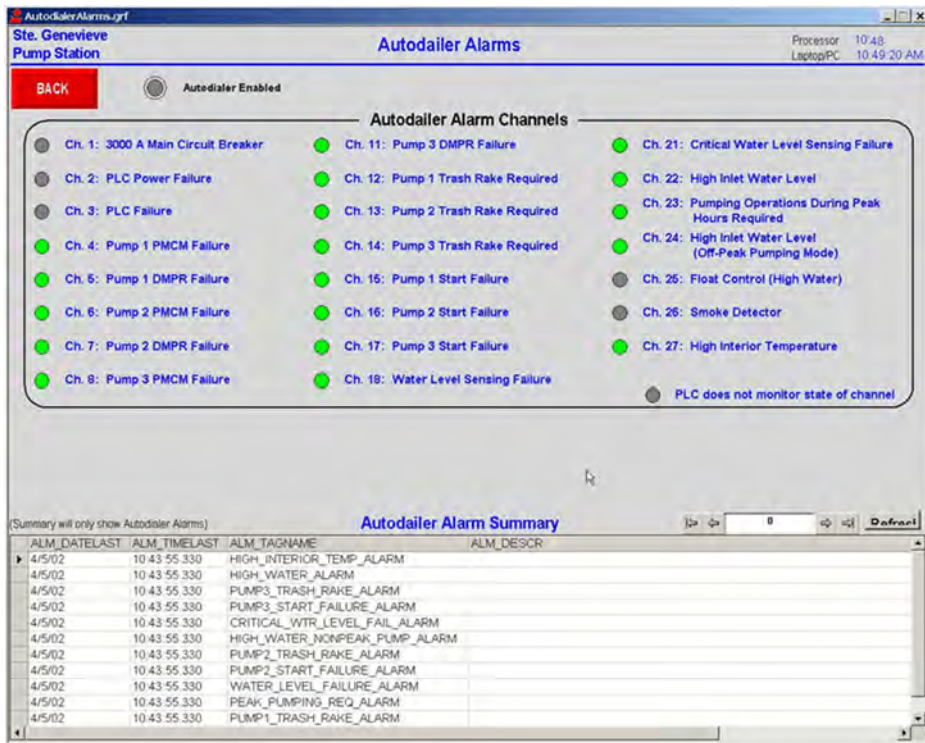 AutodialerAlarms.grf
Ste. Genevieve
Pump Station
Autodailer Alarms
Processor 10:48
Laptop/PC 10:49:20 AM
BACK
Autodialer Enabled
Autodailer Alarm Channels
Ch. 1: 3000 A Main Circuit Breaker
Ch. 2: PLC Power Failure
Ch. 3: PLC Failure
Ch. 4: Pump 1 PMCM Failure
Ch. 5: Pump 1 DMPR Failure
Ch. 6: Pump 2 PMCM Failure
Ch. 7: Pump 2 DMPR Failure
Ch. 8: Pump 3 PMCM Failure
Ch. 11: Pump 3 DMPR Failure
Ch. 12: Pump 1 Trash Rake Required
Ch. 13: Pump 2 Trash Rake Required
Ch. 14: Pump 3 Trash Rake Required
Ch. 15: Pump 1 Start Failure
Ch. 16: Pump 2 Start Failure
Ch. 17: Pump 3 Start Failure
Ch. 18: Water Level Sensing Failure
Ch. 21: Critical Water Level Sensing Failure
Ch. 22: High Inlet Water Level
Ch. 23: Pumping Operations During Peak
Hours Required
Ch. 24: High Inlet Water Level
(Off-Peak Pumping Mode)
Ch. 25: Float Control (High Water)
Ch. 26: Smoke Detector
Ch. 27: High Interior Temperature
PLC does not monitor state of channel
(Summary will only show Autodialer Alarms)
Autodailer Alarm Summary
0
Refresl
ALM_DATELAST ALM_TIMELAST ALM_TAGNAME ALM_DESCR
4/5/02 10:43:55.330 HIGH_INTERIOR_TEMP_ALARM
4/5/02 10:43:55.330 HIGH_WATER_ALARM
4/5/02 10:43:55.330 PUMP3_TRASH_RAKE_ALARM
4/5/02 10:43:55.330 PUMP3_START_FAILURE_ALARM
4/5/02 10:43:55.330 CRITICAL_WTR_LEVEL_FAIL_ALARM
4/5/02 10:43:55.330 HIGH_WATER_NONPEAK_PUMP_ALARM
4/5/02 10:43:55.330 PUMP2_TRASH_RAKE_ALARM
4/5/02 10:43:55.330 PUMP2_START_FAILURE_ALARM
4/5/02 10:43:55.330 WATER_LEVEL_FAILURE_ALARM
4/5/02 10:43:55.330 PEAK_PUMPING_REQ_ALARM
4/5/02 10:43:55.330 PUMP1_TRASH_RAKE_ALARM